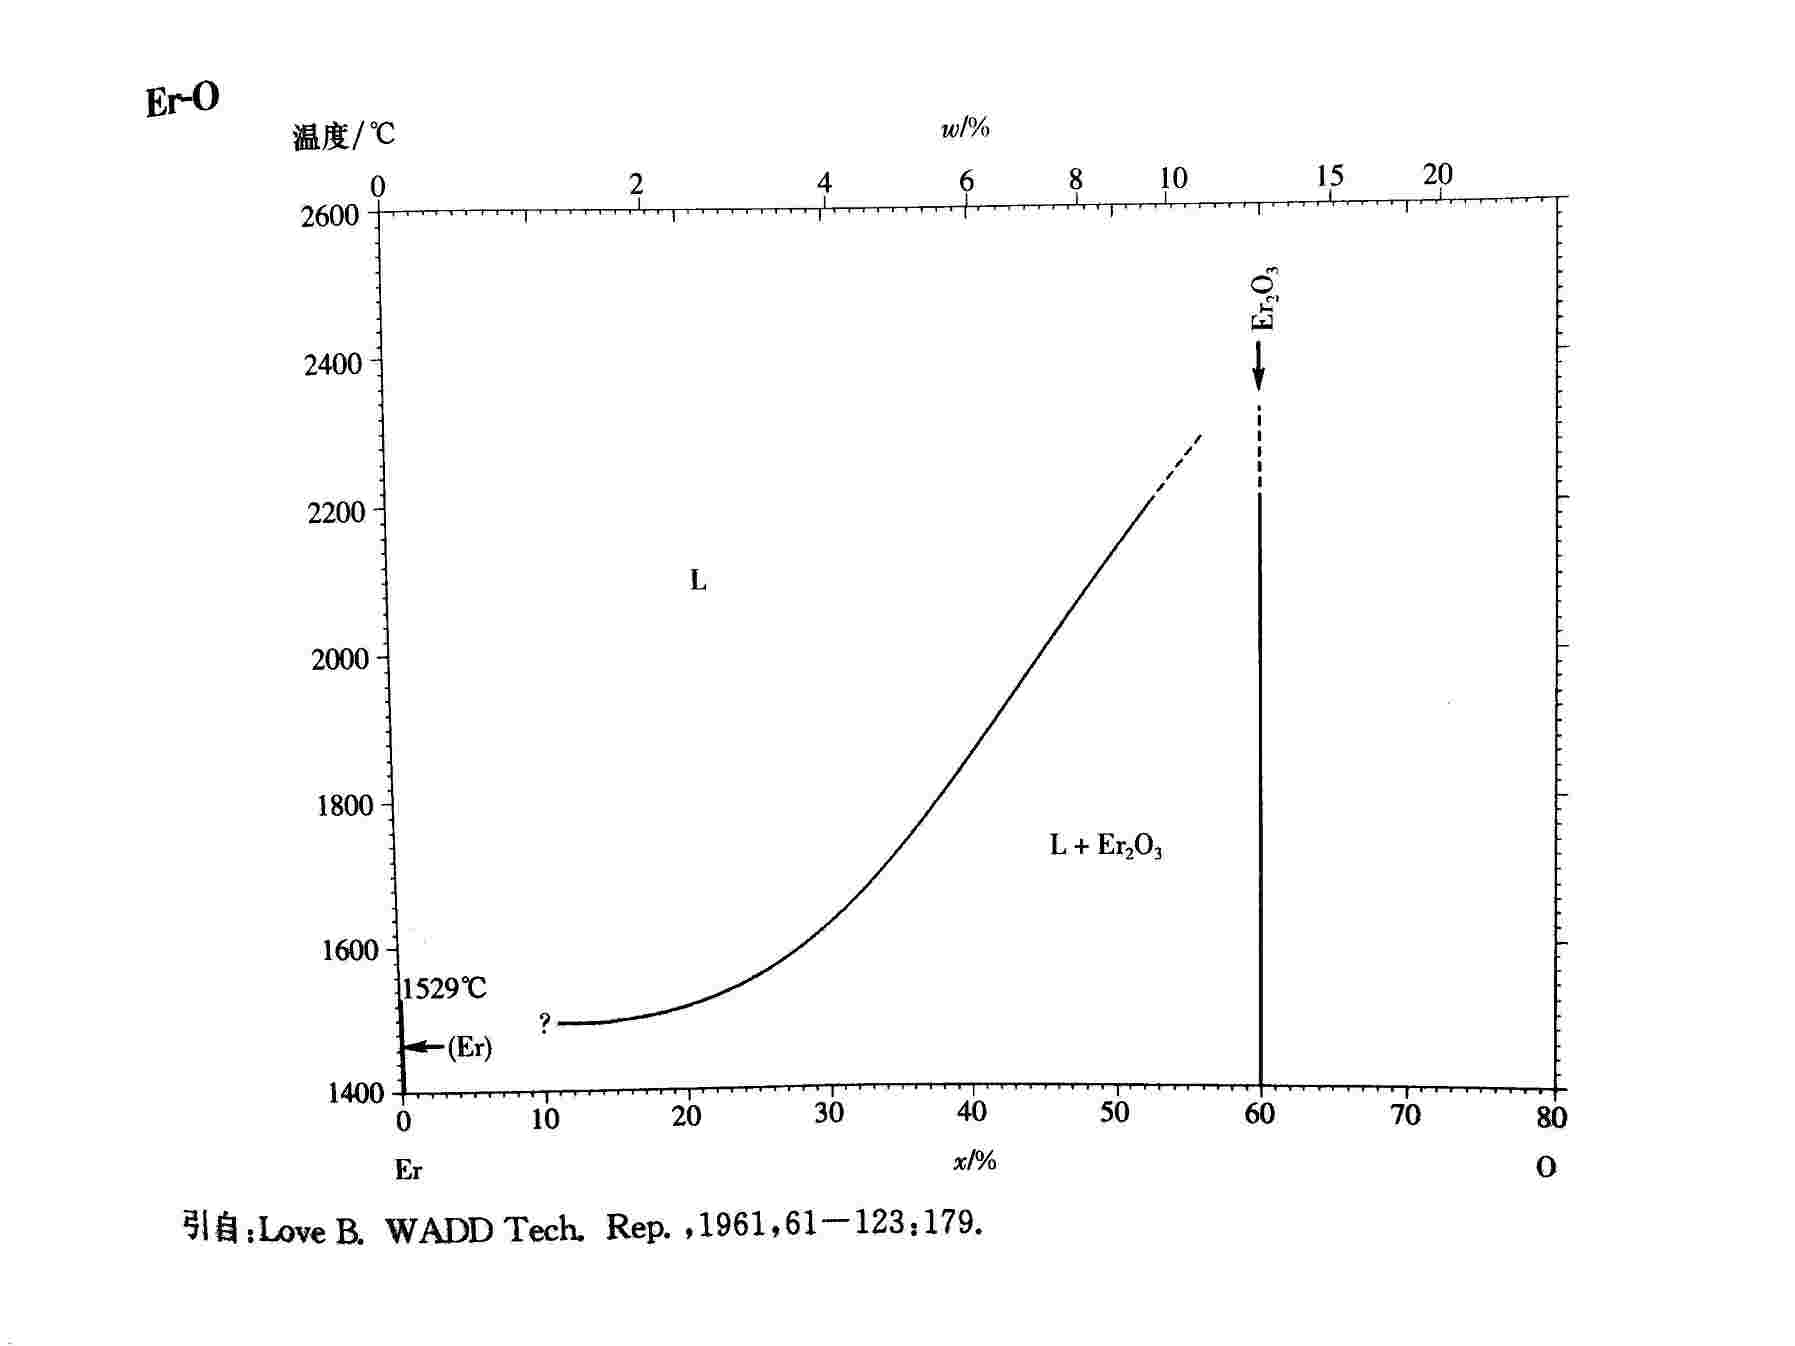 Er-O
温度/℃
w/%
0 2 4 6 8 10 15 20
2600
Er₂O₃
2400
2200
L
2000
1800
L + Er₂O₃
1600
1529℃
?
(Er)
1400
0 10 20 30 40 50 60 70 80
Er x/% O
引自:Love B. WADD Tech. Rep. ,1961,61—123:179.